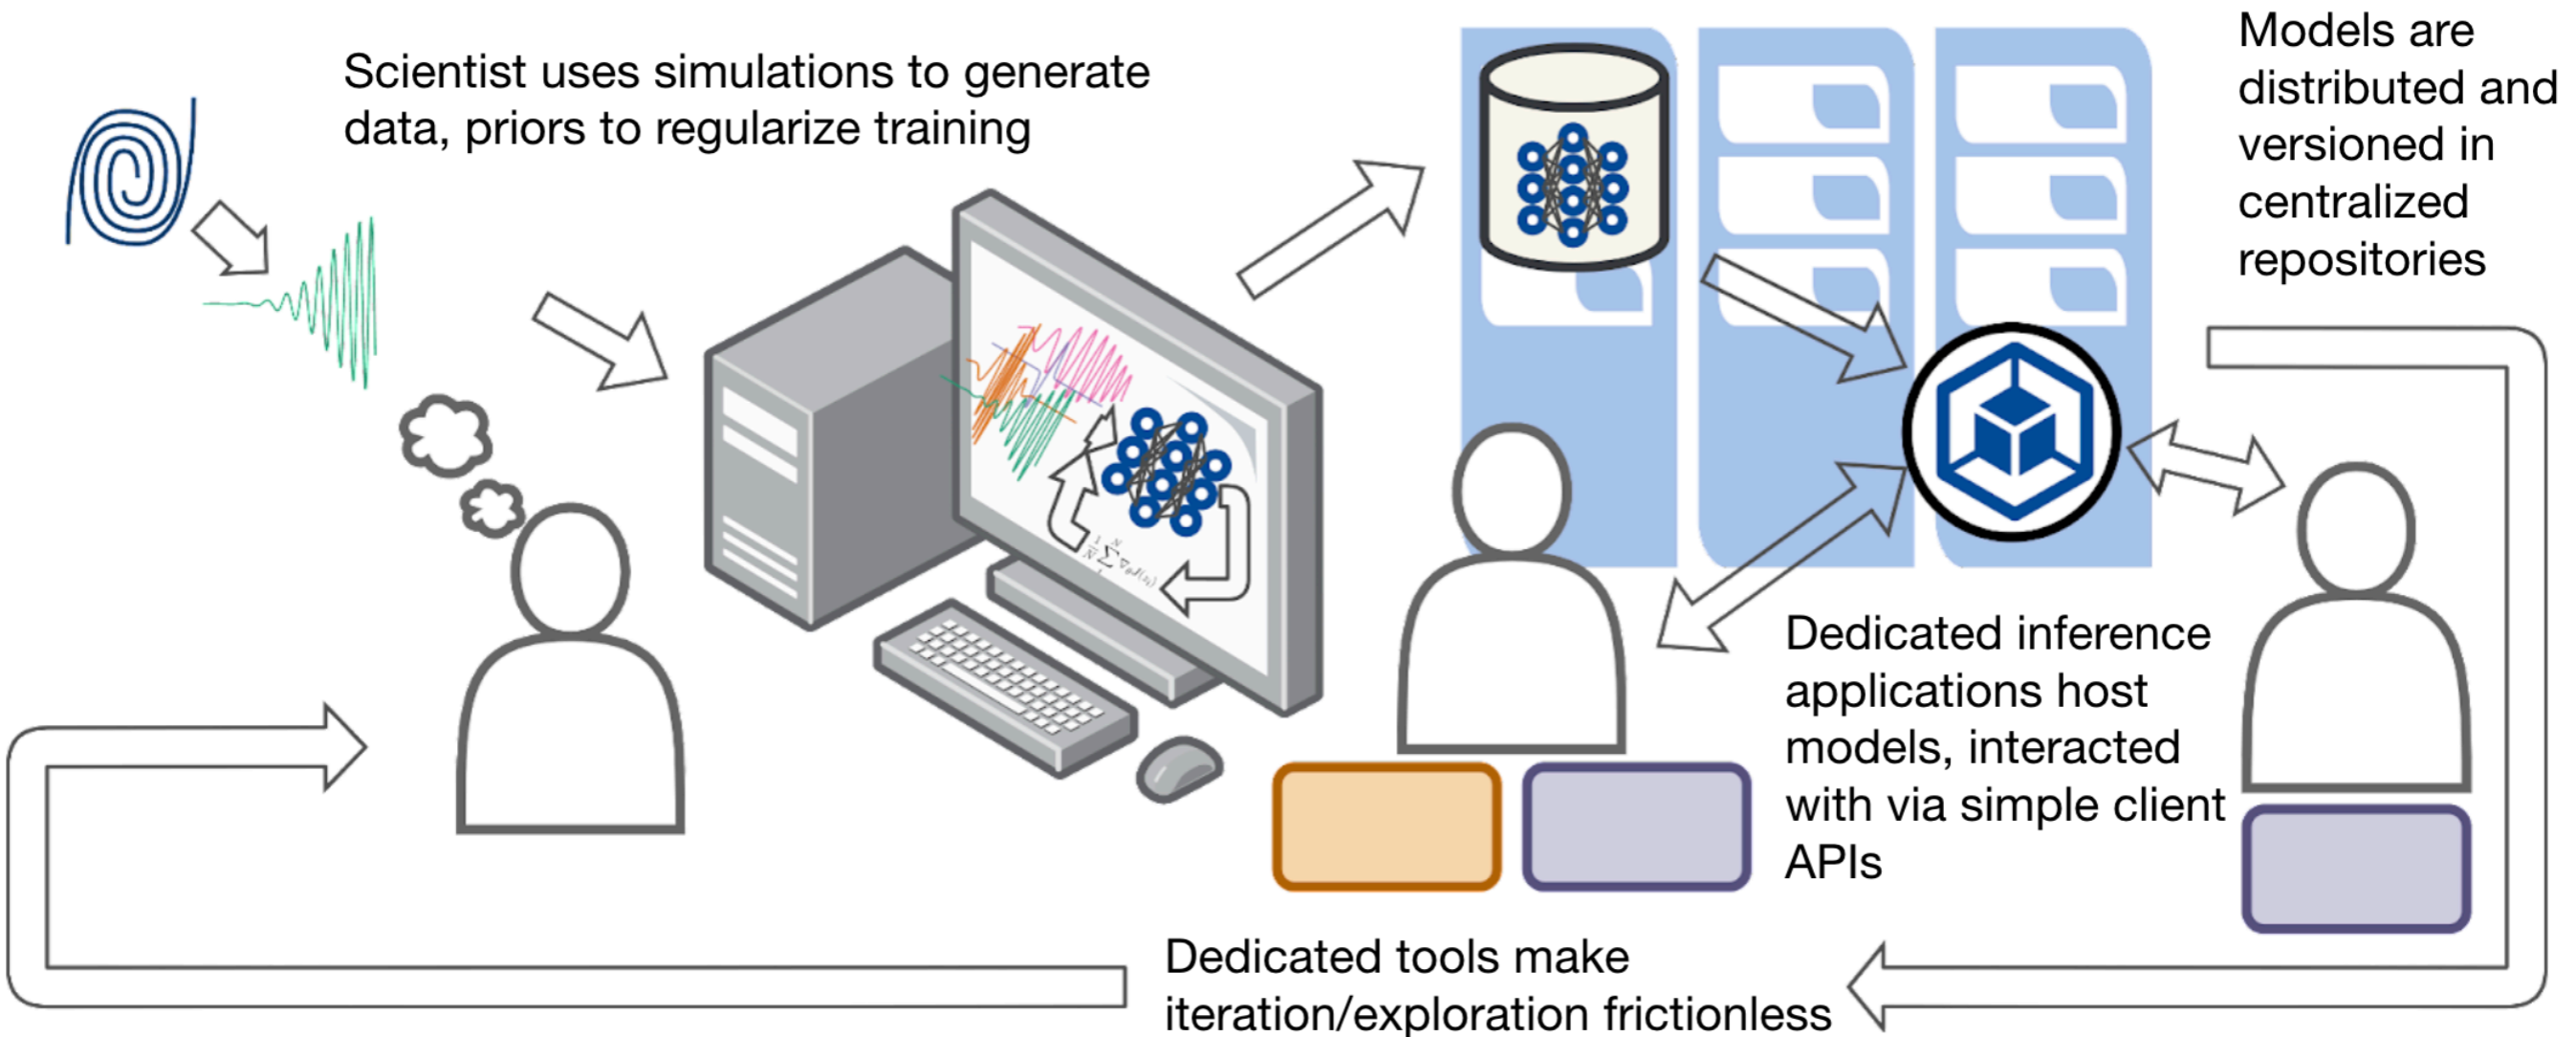 Scientist uses simulations to generate
data, priors to regularize training
Models are
distributed and
versioned in
centralized
repositories
Dedicated inference
applications host
models, interacted
with via simple client
APIs
Dedicated tools make
iteration/exploration frictionless